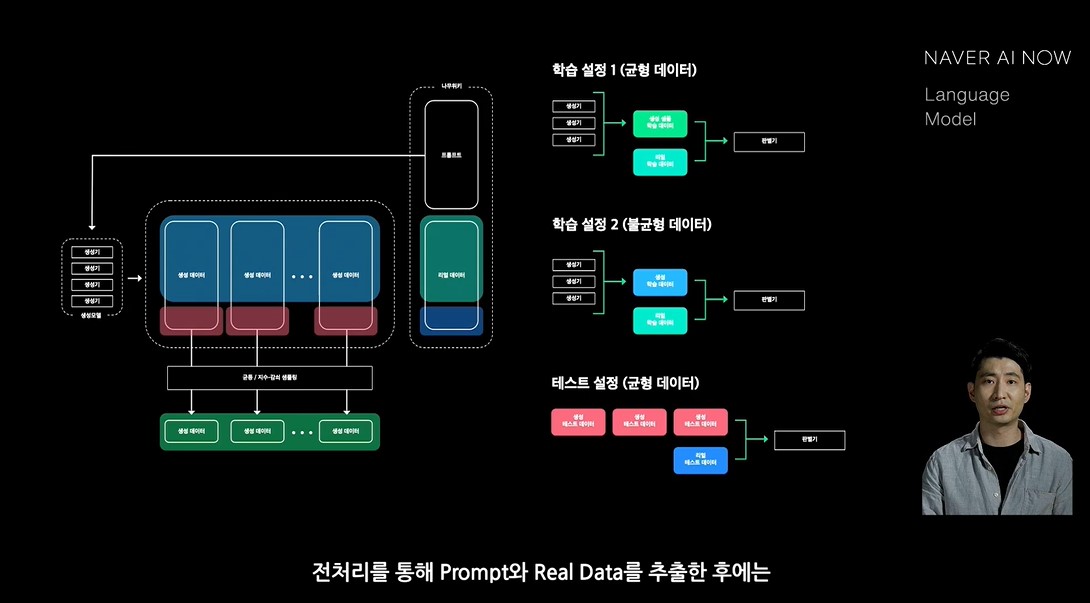 나무위키
프롬프트
생성기
생성기
생성기
생성기
생성모델
생성 데이터
생성 데이터
생성 데이터
리얼 데이터
균등 / 지수-감쇠 샘플링
생성 데이터
생성 데이터
생성 데이터
학습 설정 1 (균형 데이터)
생성기
생성기
생성기
생성 샘플
학습 데이터
리얼
학습 데이터
판별기
학습 설정 2 (불균형 데이터)
생성기
생성기
생성기
생성
학습 데이터
리얼
학습 데이터
판별기
테스트 설정 (균형 데이터)
생성
테스트 데이터
생성
테스트 데이터
생성
테스트 데이터
리얼
테스트 데이터
판별기
NAVER AI NOW
Language
Model
전처리를 통해 Prompt와 Real Data를 추출한 후에는